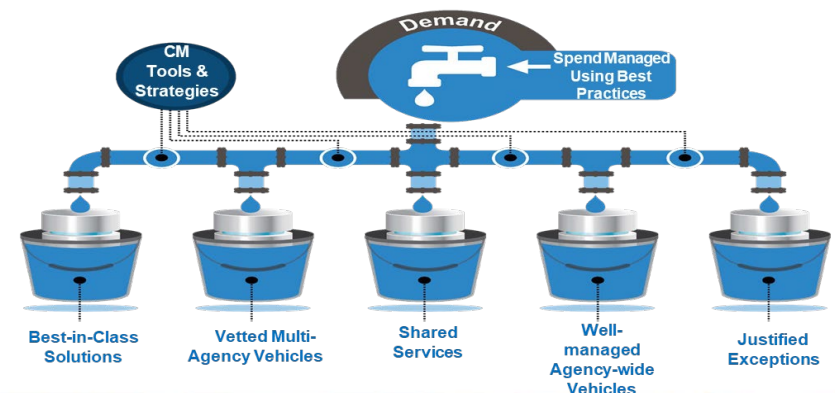 Demand
CM
Tools &
Strategies
Spend Managed
Using Best
Practices
Best-in-Class
Solutions
Vetted Multi-
Agency Vehicles
Shared
Services
Well-
managed
Agency-wide
Vehicles
Justified
Exceptions